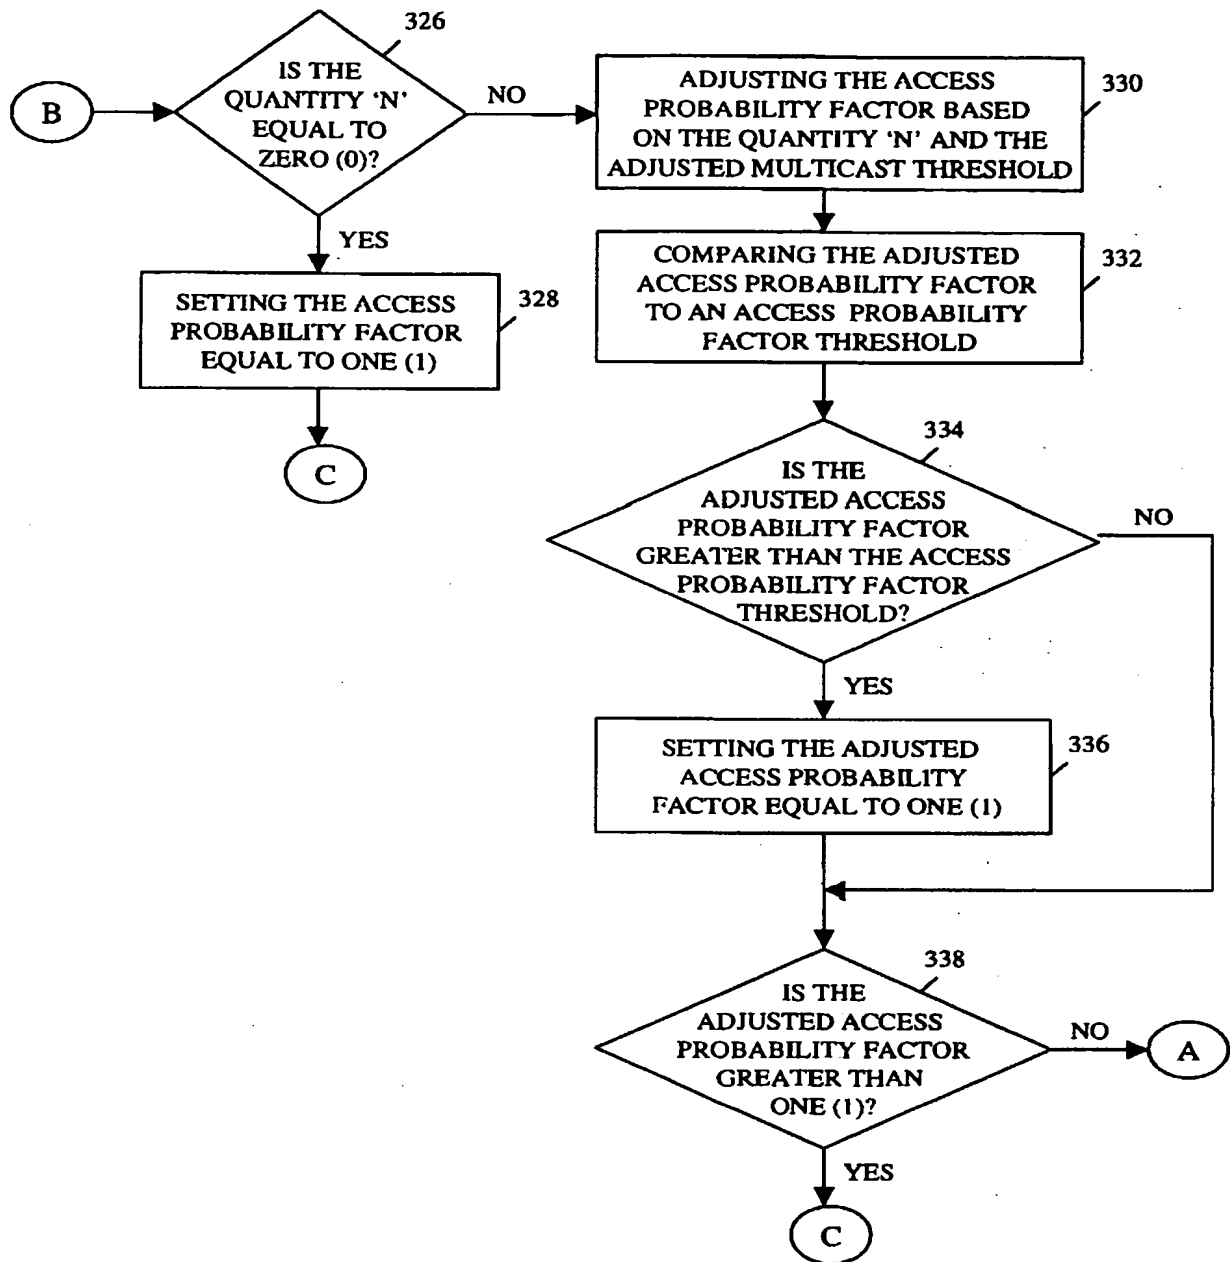 B
326
IS THE
QUANTITY 'N'
EQUAL TO
ZERO (0)?
NO
YES
328
SETTING THE ACCESS
PROBABILITY FACTOR
EQUAL TO ONE (1)
C
330
ADJUSTING THE ACCESS
PROBABILITY FACTOR BASED
ON THE QUANTITY 'N' AND THE
ADJUSTED MULTICAST THRESHOLD
332
COMPARING THE ADJUSTED
ACCESS PROBABILITY FACTOR
TO AN ACCESS PROBABILITY
FACTOR THRESHOLD
334
IS THE
ADJUSTED ACCESS
PROBABILITY FACTOR
GREATER THAN THE ACCESS
PROBABILITY FACTOR
THRESHOLD?
NO
YES
336
SETTING THE ADJUSTED
ACCESS PROBABILITY
FACTOR EQUAL TO ONE (1)
338
IS THE
ADJUSTED ACCESS
PROBABILITY FACTOR
GREATER THAN
ONE (1)?
NO
A
YES
C